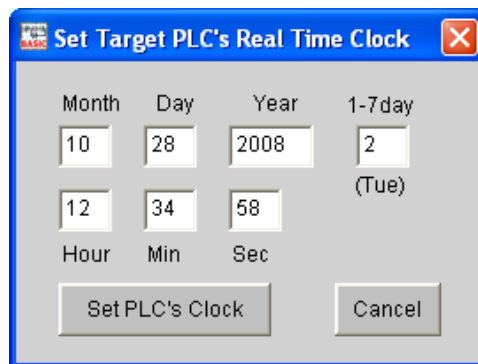 Set Target PLC's Real Time Clock
Month Day Year 1-7day
10 28 2008 2
(Tue)
12 34 58
Hour Min Sec
Set PLC's Clock Cancel